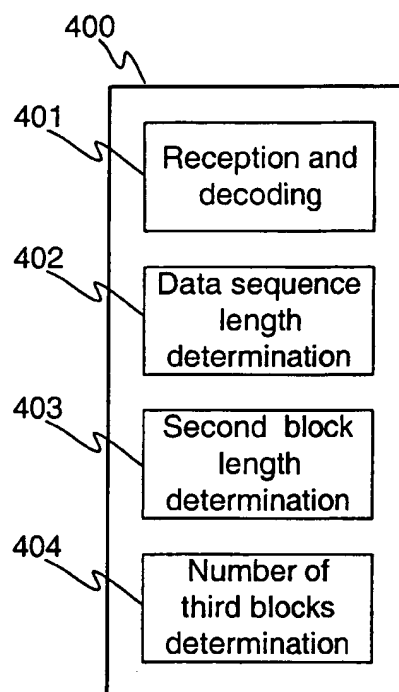 400
401
Reception and
decoding
402
Data sequence
length
determination
403
Second block
length
determination
404
Number of
third blocks
determination